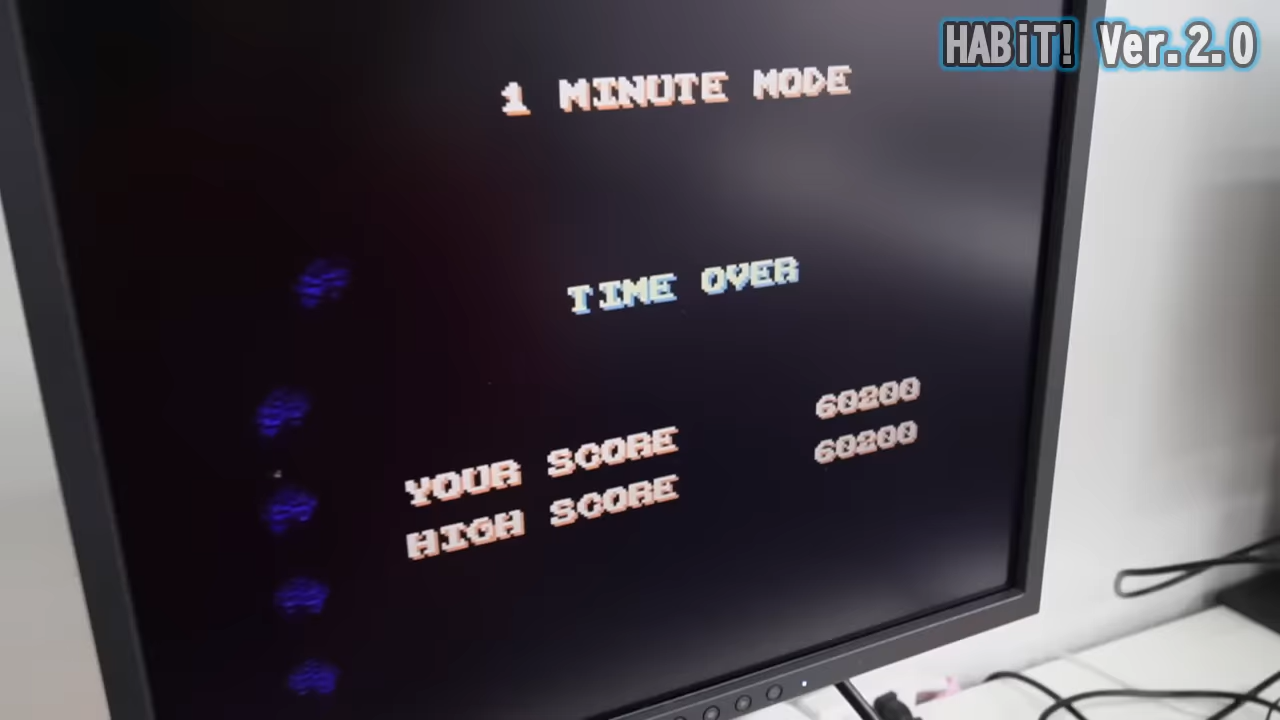 HABiT! Ver.2.0
1 MINUTE MODE
TIME OVER
YOUR SCORE 60200
HIGH SCORE 60200